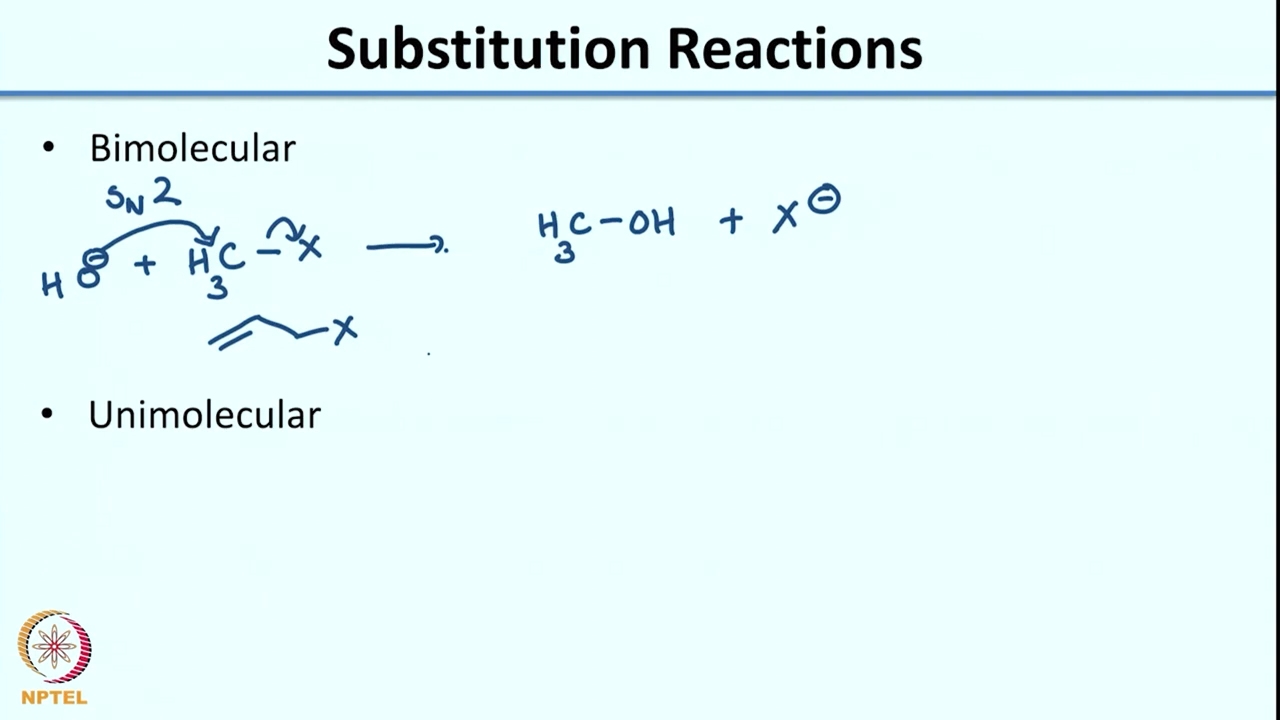 Substitution Reactions
• Bimolecular
SN2
HO⊖ + H3C–X ⟶ H3C–OH + X⊖
X
• Unimolecular
NPTEL